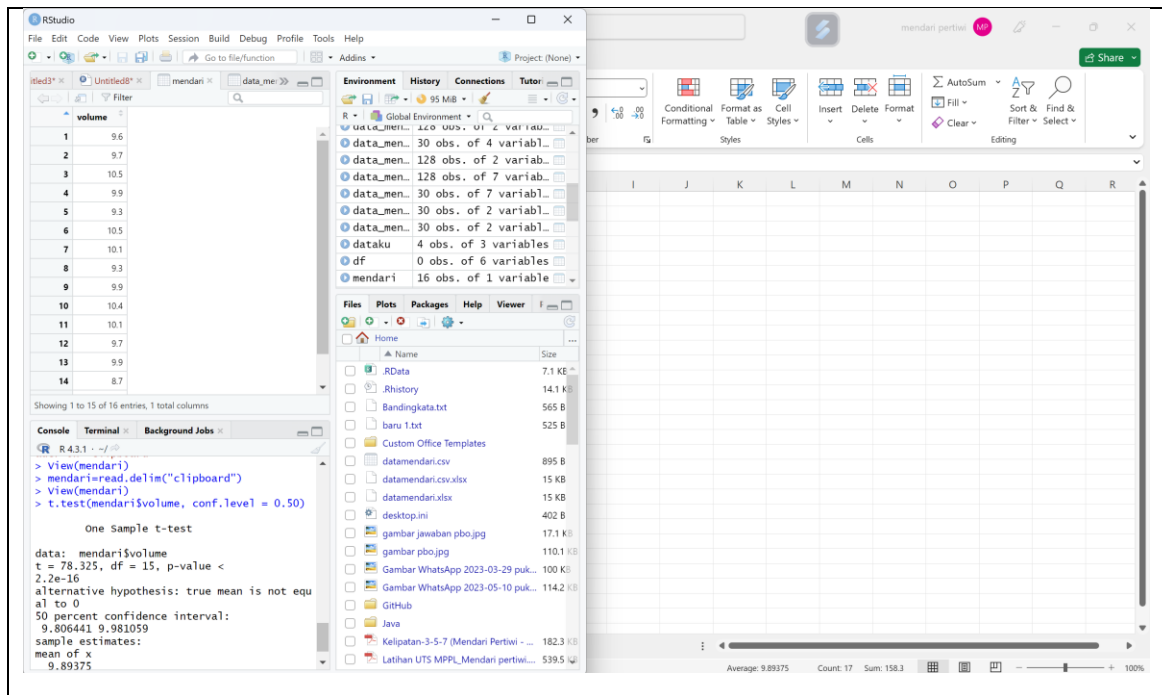 RStudio
File Edit Code View Plots Session Build Debug Profile Tools Help
Go to file/function
Addins
Project: (None)
itled3*
Untitled8*
mendari
data_me
Filter
volume
1 9.6
2 9.7
3 10.5
4 9.9
5 9.3
6 10.5
7 10.1
8 9.3
9 9.9
10 10.4
11 10.1
12 9.7
13 9.9
14 8.7
Showing 1 to 15 of 16 entries, 1 total columns
Console Terminal Background Jobs
R 4.3.1 · ~/
> View(mendari)
> mendari=read.delim("clipboard")
> View(mendari)
> t.test(mendari$volume, conf.level = 0.50)
One Sample t-test
data: mendari$volume
t = 78.325, df = 15, p-value <
2.2e-16
alternative hypothesis: true mean is not equ
al to 0
50 percent confidence interval:
9.806441 9.981059
sample estimates:
mean of x
9.89375
Environment History Connections Tutori
95 MiB
R Global Environment
data_men… 128 obs. of 2 variab…
data_men… 30 obs. of 4 variabl…
data_men… 128 obs. of 2 variab…
data_men… 128 obs. of 7 variab…
data_men… 30 obs. of 7 variabl…
data_men… 30 obs. of 2 variabl…
data_men… 30 obs. of 2 variabl…
dataku 4 obs. of 3 variables
df 0 obs. of 6 variables
mendari 16 obs. of 1 variable
Files Plots Packages Help Viewer
Home
Name Size
.RData 7.1 KB
.Rhistory 14.1 KB
Bandingkata.txt 565 B
baru 1.txt 525 B
Custom Office Templates
datamendari.csv 895 B
datamendari.csv.xlsx 15 KB
datamendari.xlsx 15 KB
desktop.ini 402 B
gambar jawaban pbo.jpg 17.1 KB
gambar pbo.jpg 110.1 KB
Gambar WhatsApp 2023-03-29 puk... 100 KB
Gambar WhatsApp 2023-05-10 puk... 114.2 KB
GitHub
Java
Kelipatan-3-5-7 (Mendari Pertiwi - ... 182.3 KB
Latihan UTS MPPL_Mendari pertiwi.... 539.5
mendari pertiwi MP
Share
Conditional Formatting
Format as Table
Cell Styles
Insert Delete Format
AutoSum
Fill
Clear
Sort & Filter
Find & Select
ber Styles Cells Editing
I J K L M N O P Q R
Average: 9.89375 Count: 17 Sum: 158.3
100%